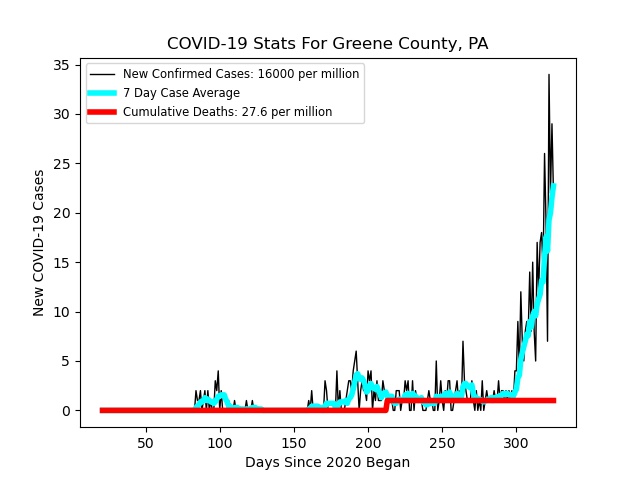 COVID-19 Stats For Greene County, PA
New Confirmed Cases: 16000 per million
7 Day Case Average
Cumulative Deaths: 27.6 per million
35
30
25
20
15
10
5
0
New COVID-19 Cases
50 100 150 200 250 300
Days Since 2020 Began